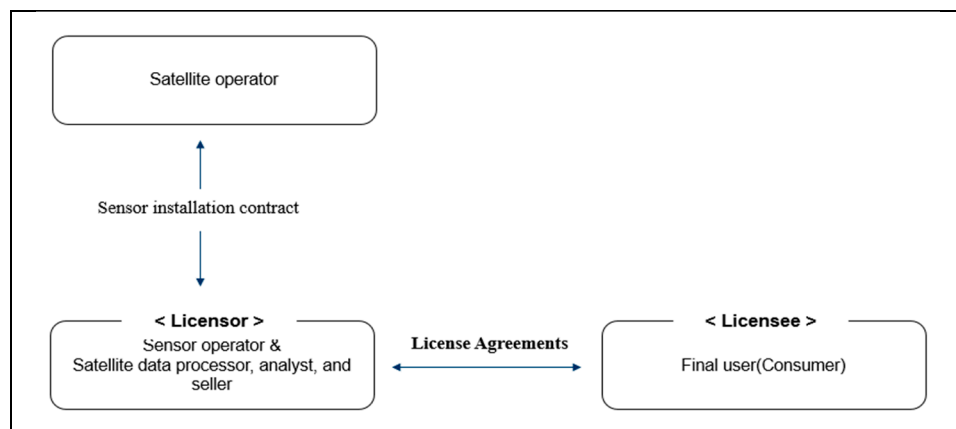 Satellite operator
Sensor installation contract
< Licensor >
Sensor operator &
Satellite data processor, analyst, and
seller
License Agreements
< Licensee >
Final user(Consumer)